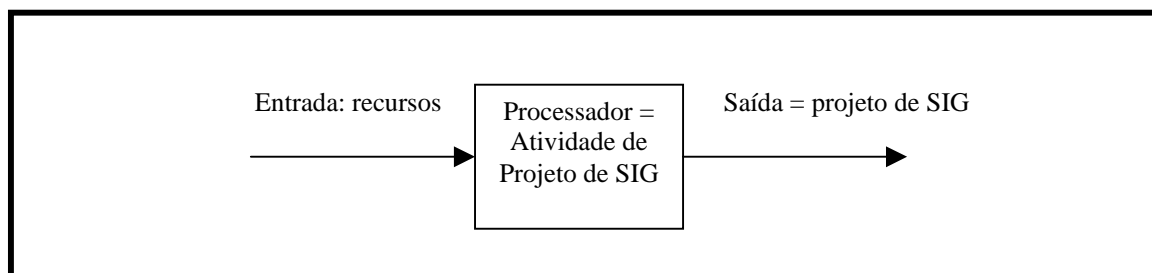 Entrada: recursos
Processador =
Atividade de
Projeto de SIG
Saída = projeto de SIG